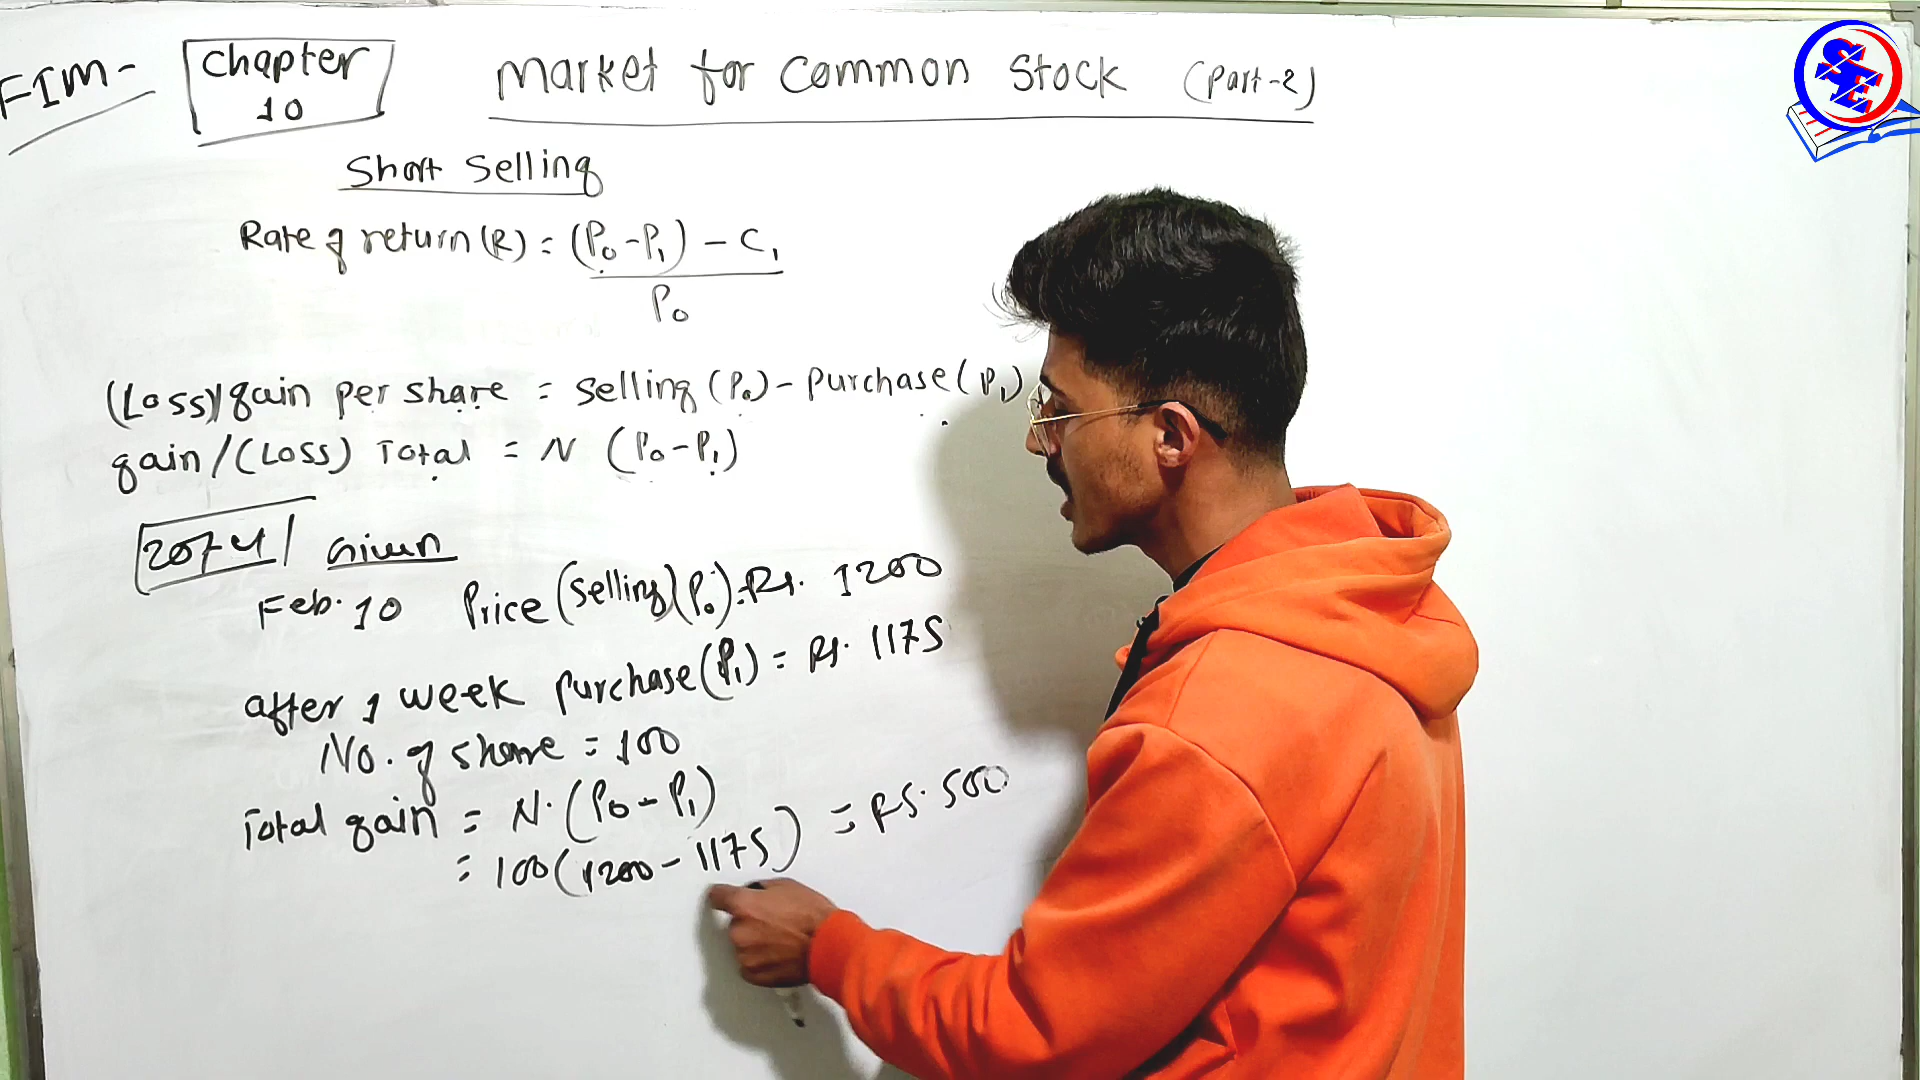 FIM- Chapter 10 Market for Common Stock (Part-2)
Short Selling
Rate of return (R) = (P₀-P₁) - C₁
P₀
(Loss)/gain per share = Selling (P₀) - Purchase (P₁)
gain/(Loss) Total = N (P₀-P₁)
2074 Given
Feb. 10 Price (Selling) (P₀) = Rs. 1200
after 1 week Purchase (P₁) = Rs. 1175
No. of share = 100
Total gain = N. (P₀-P₁)
= 100 (1200 - 1175) = Rs. 500